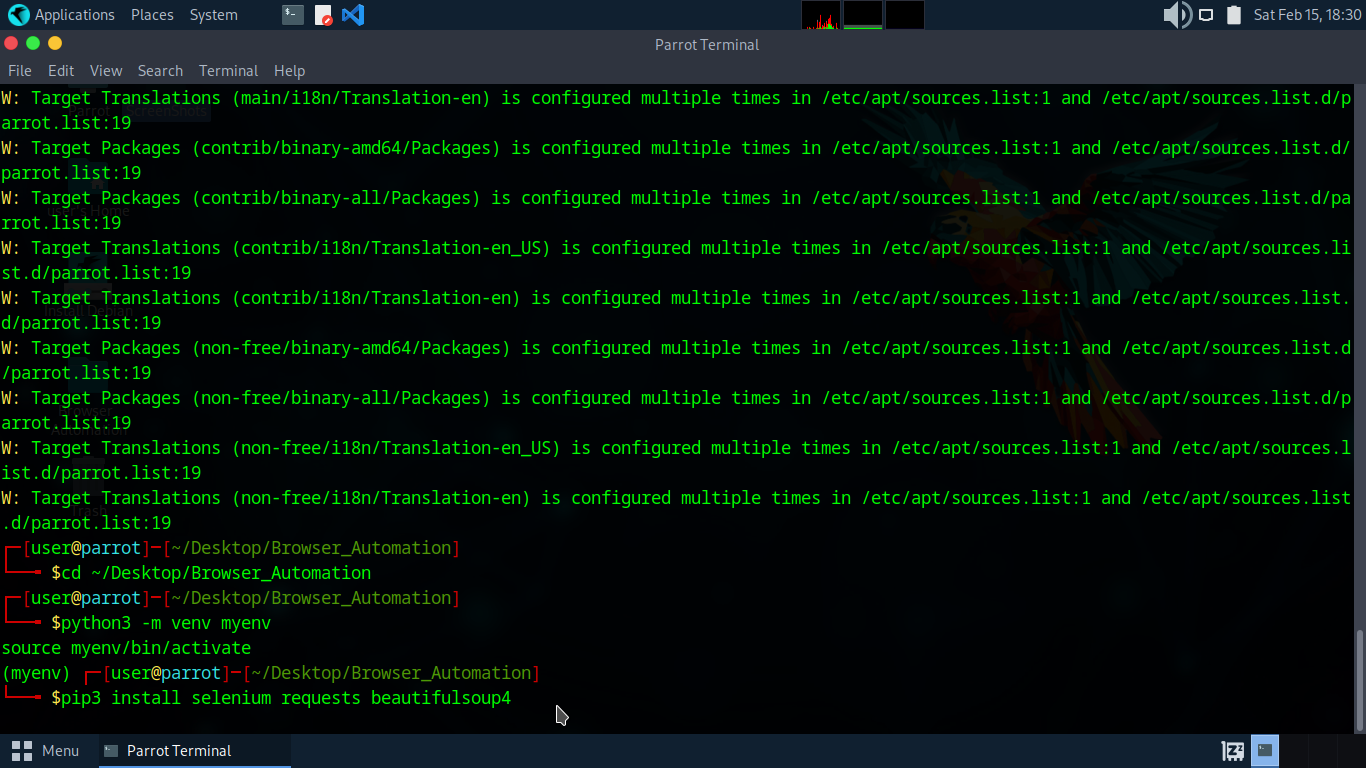 Applications Places System Sat Feb 15, 18:30
Parrot Terminal
File Edit View Search Terminal Help
W: Target Translations (main/i18n/Translation-en) is configured multiple times in /etc/apt/sources.list:1 and /etc/apt/sources.list.d/p
arrot.list:19
W: Target Packages (contrib/binary-amd64/Packages) is configured multiple times in /etc/apt/sources.list:1 and /etc/apt/sources.list.d/
parrot.list:19
W: Target Packages (contrib/binary-all/Packages) is configured multiple times in /etc/apt/sources.list:1 and /etc/apt/sources.list.d/pa
rrot.list:19
W: Target Translations (contrib/i18n/Translation-en_US) is configured multiple times in /etc/apt/sources.list:1 and /etc/apt/sources.li
st.d/parrot.list:19
W: Target Translations (contrib/i18n/Translation-en) is configured multiple times in /etc/apt/sources.list:1 and /etc/apt/sources.list.
d/parrot.list:19
W: Target Packages (non-free/binary-amd64/Packages) is configured multiple times in /etc/apt/sources.list:1 and /etc/apt/sources.list.d
/parrot.list:19
W: Target Packages (non-free/binary-all/Packages) is configured multiple times in /etc/apt/sources.list:1 and /etc/apt/sources.list.d/p
arrot.list:19
W: Target Translations (non-free/i18n/Translation-en_US) is configured multiple times in /etc/apt/sources.list:1 and /etc/apt/sources.l
ist.d/parrot.list:19
W: Target Translations (non-free/i18n/Translation-en) is configured multiple times in /etc/apt/sources.list:1 and /etc/apt/sources.list
.d/parrot.list:19
┌─[user@parrot]─[~/Desktop/Browser_Automation]
└──╼ $cd ~/Desktop/Browser_Automation
┌─[user@parrot]─[~/Desktop/Browser_Automation]
└──╼ $python3 -m venv myenv
source myenv/bin/activate
(myenv) ┌─[user@parrot]─[~/Desktop/Browser_Automation]
└──╼ $pip3 install selenium requests beautifulsoup4
Menu Parrot Terminal